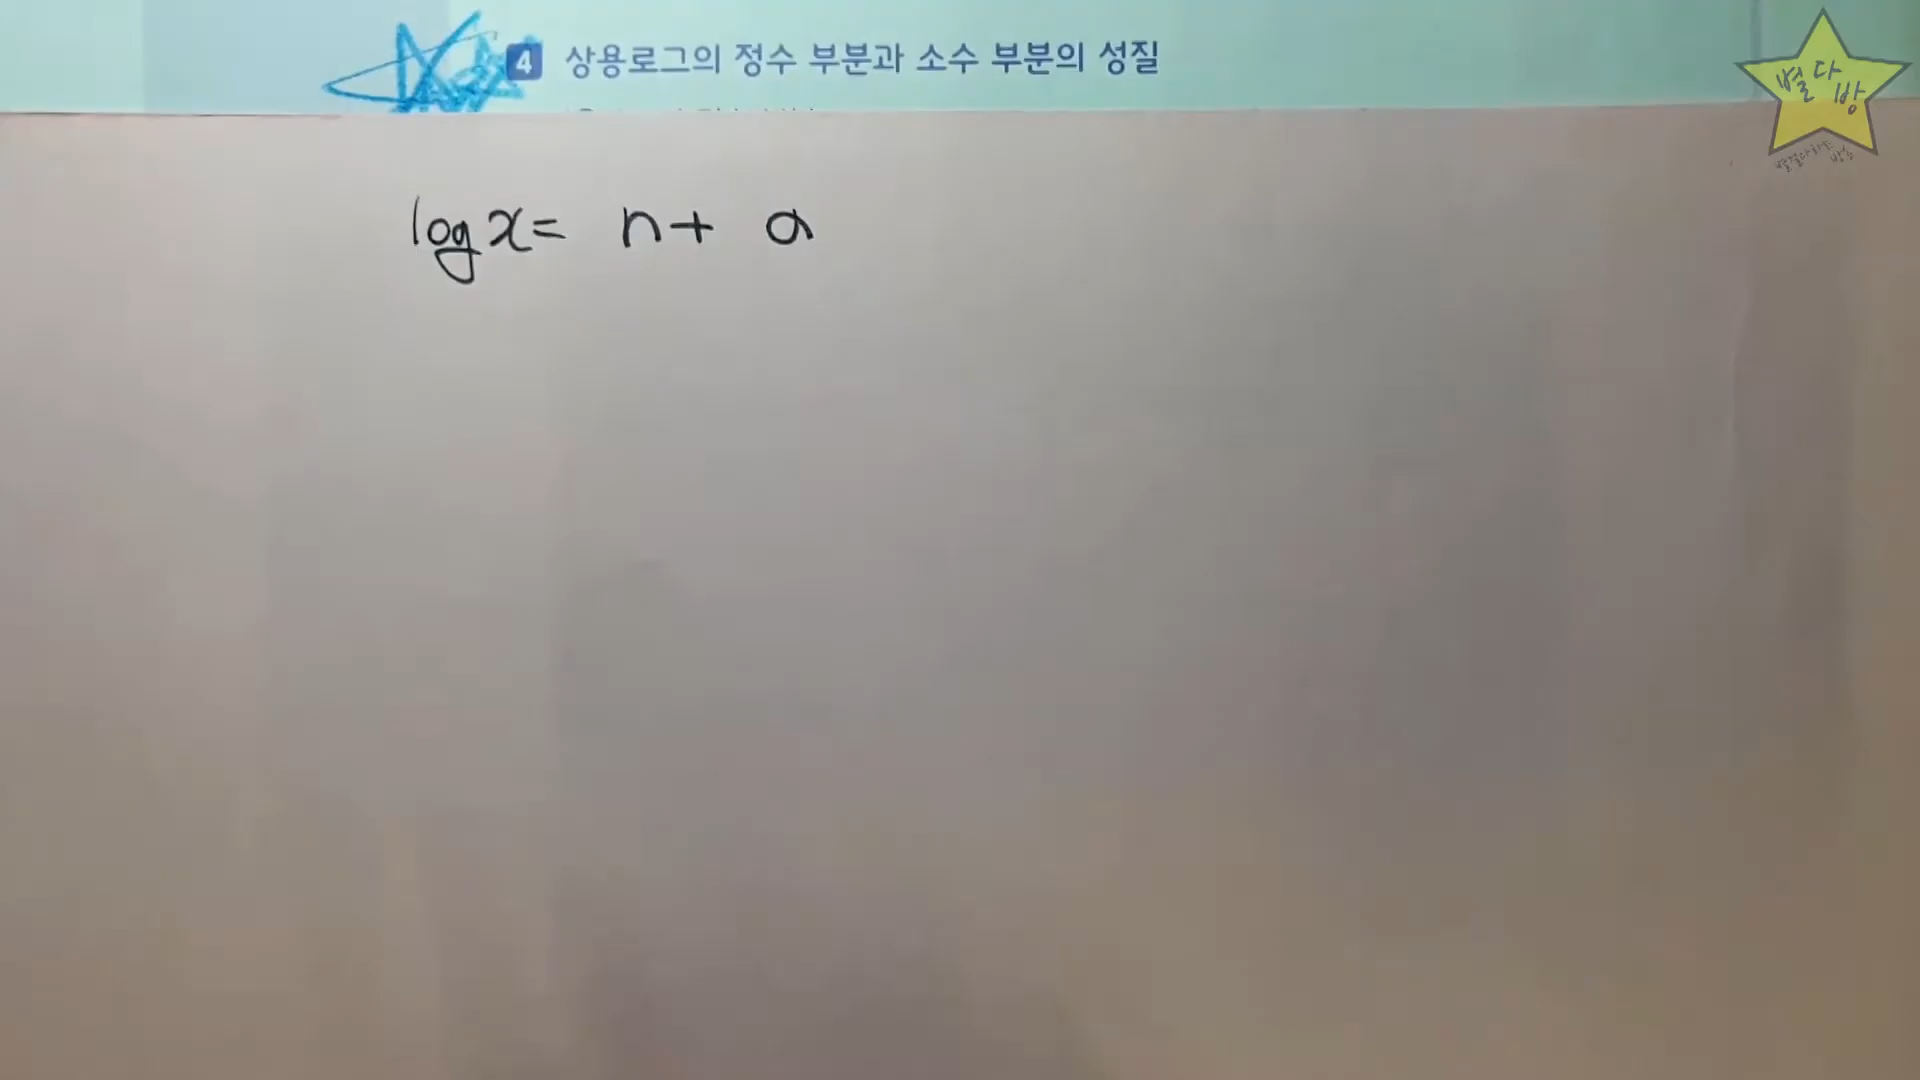 4 상용로그의 정수 부분과 소수 부분의 성질
별다방
log x = n + a